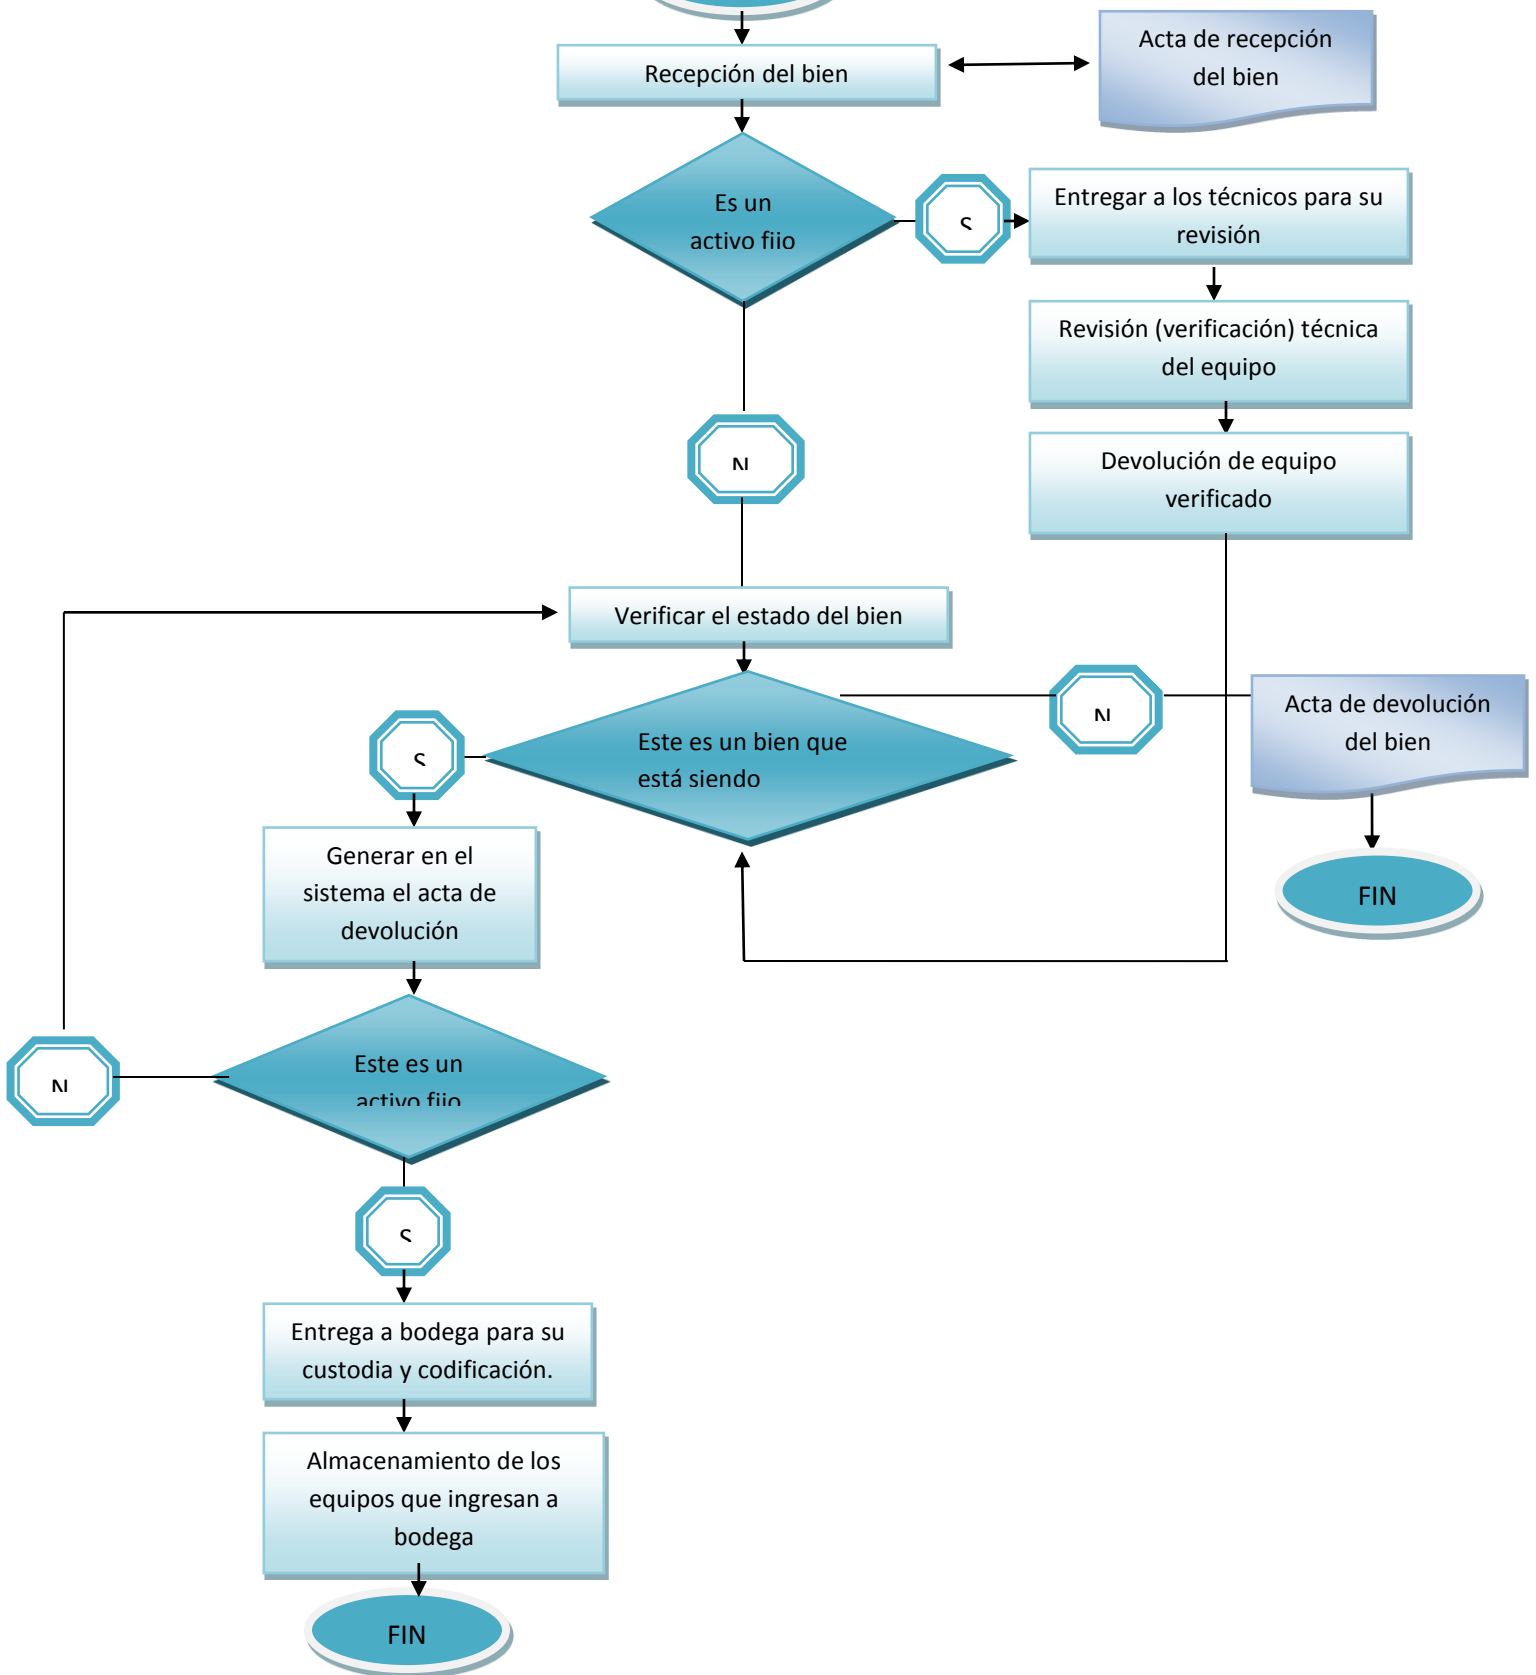 Acta de recepción
del bien
Recepción del bien
Es un
activo fijo
S
Entregar a los técnicos para su
revisión
Revisión (verificación) técnica
del equipo
N
Devolución de equipo
verificado
Verificar el estado del bien
N
Acta de devolución
del bien
S
Este es un bien que
está siendo
Generar en el
sistema el acta de
devolución
FIN
Este es un
activo fijo
N
S
Entrega a bodega para su
custodia y codificación.
Almacenamiento de los
equipos que ingresan a
bodega
FIN